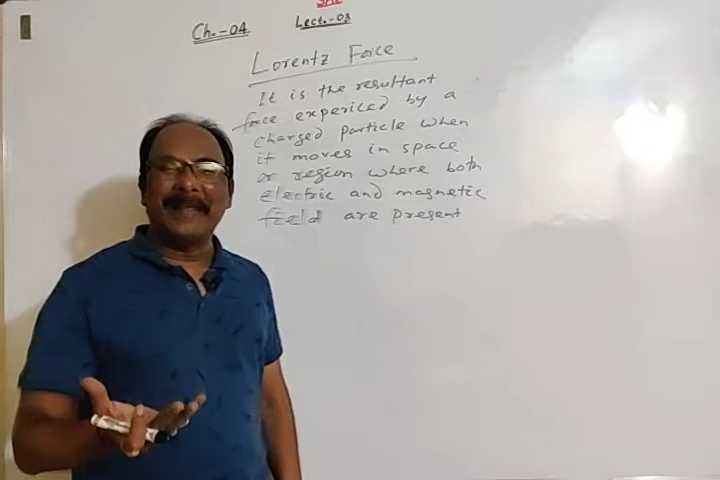 Ch.-04
Lect.-03
Lorentz Force
It is the resultant
force expericed by a
charged particle when
it moves in space
or region where both
electric and magnetic
field are present